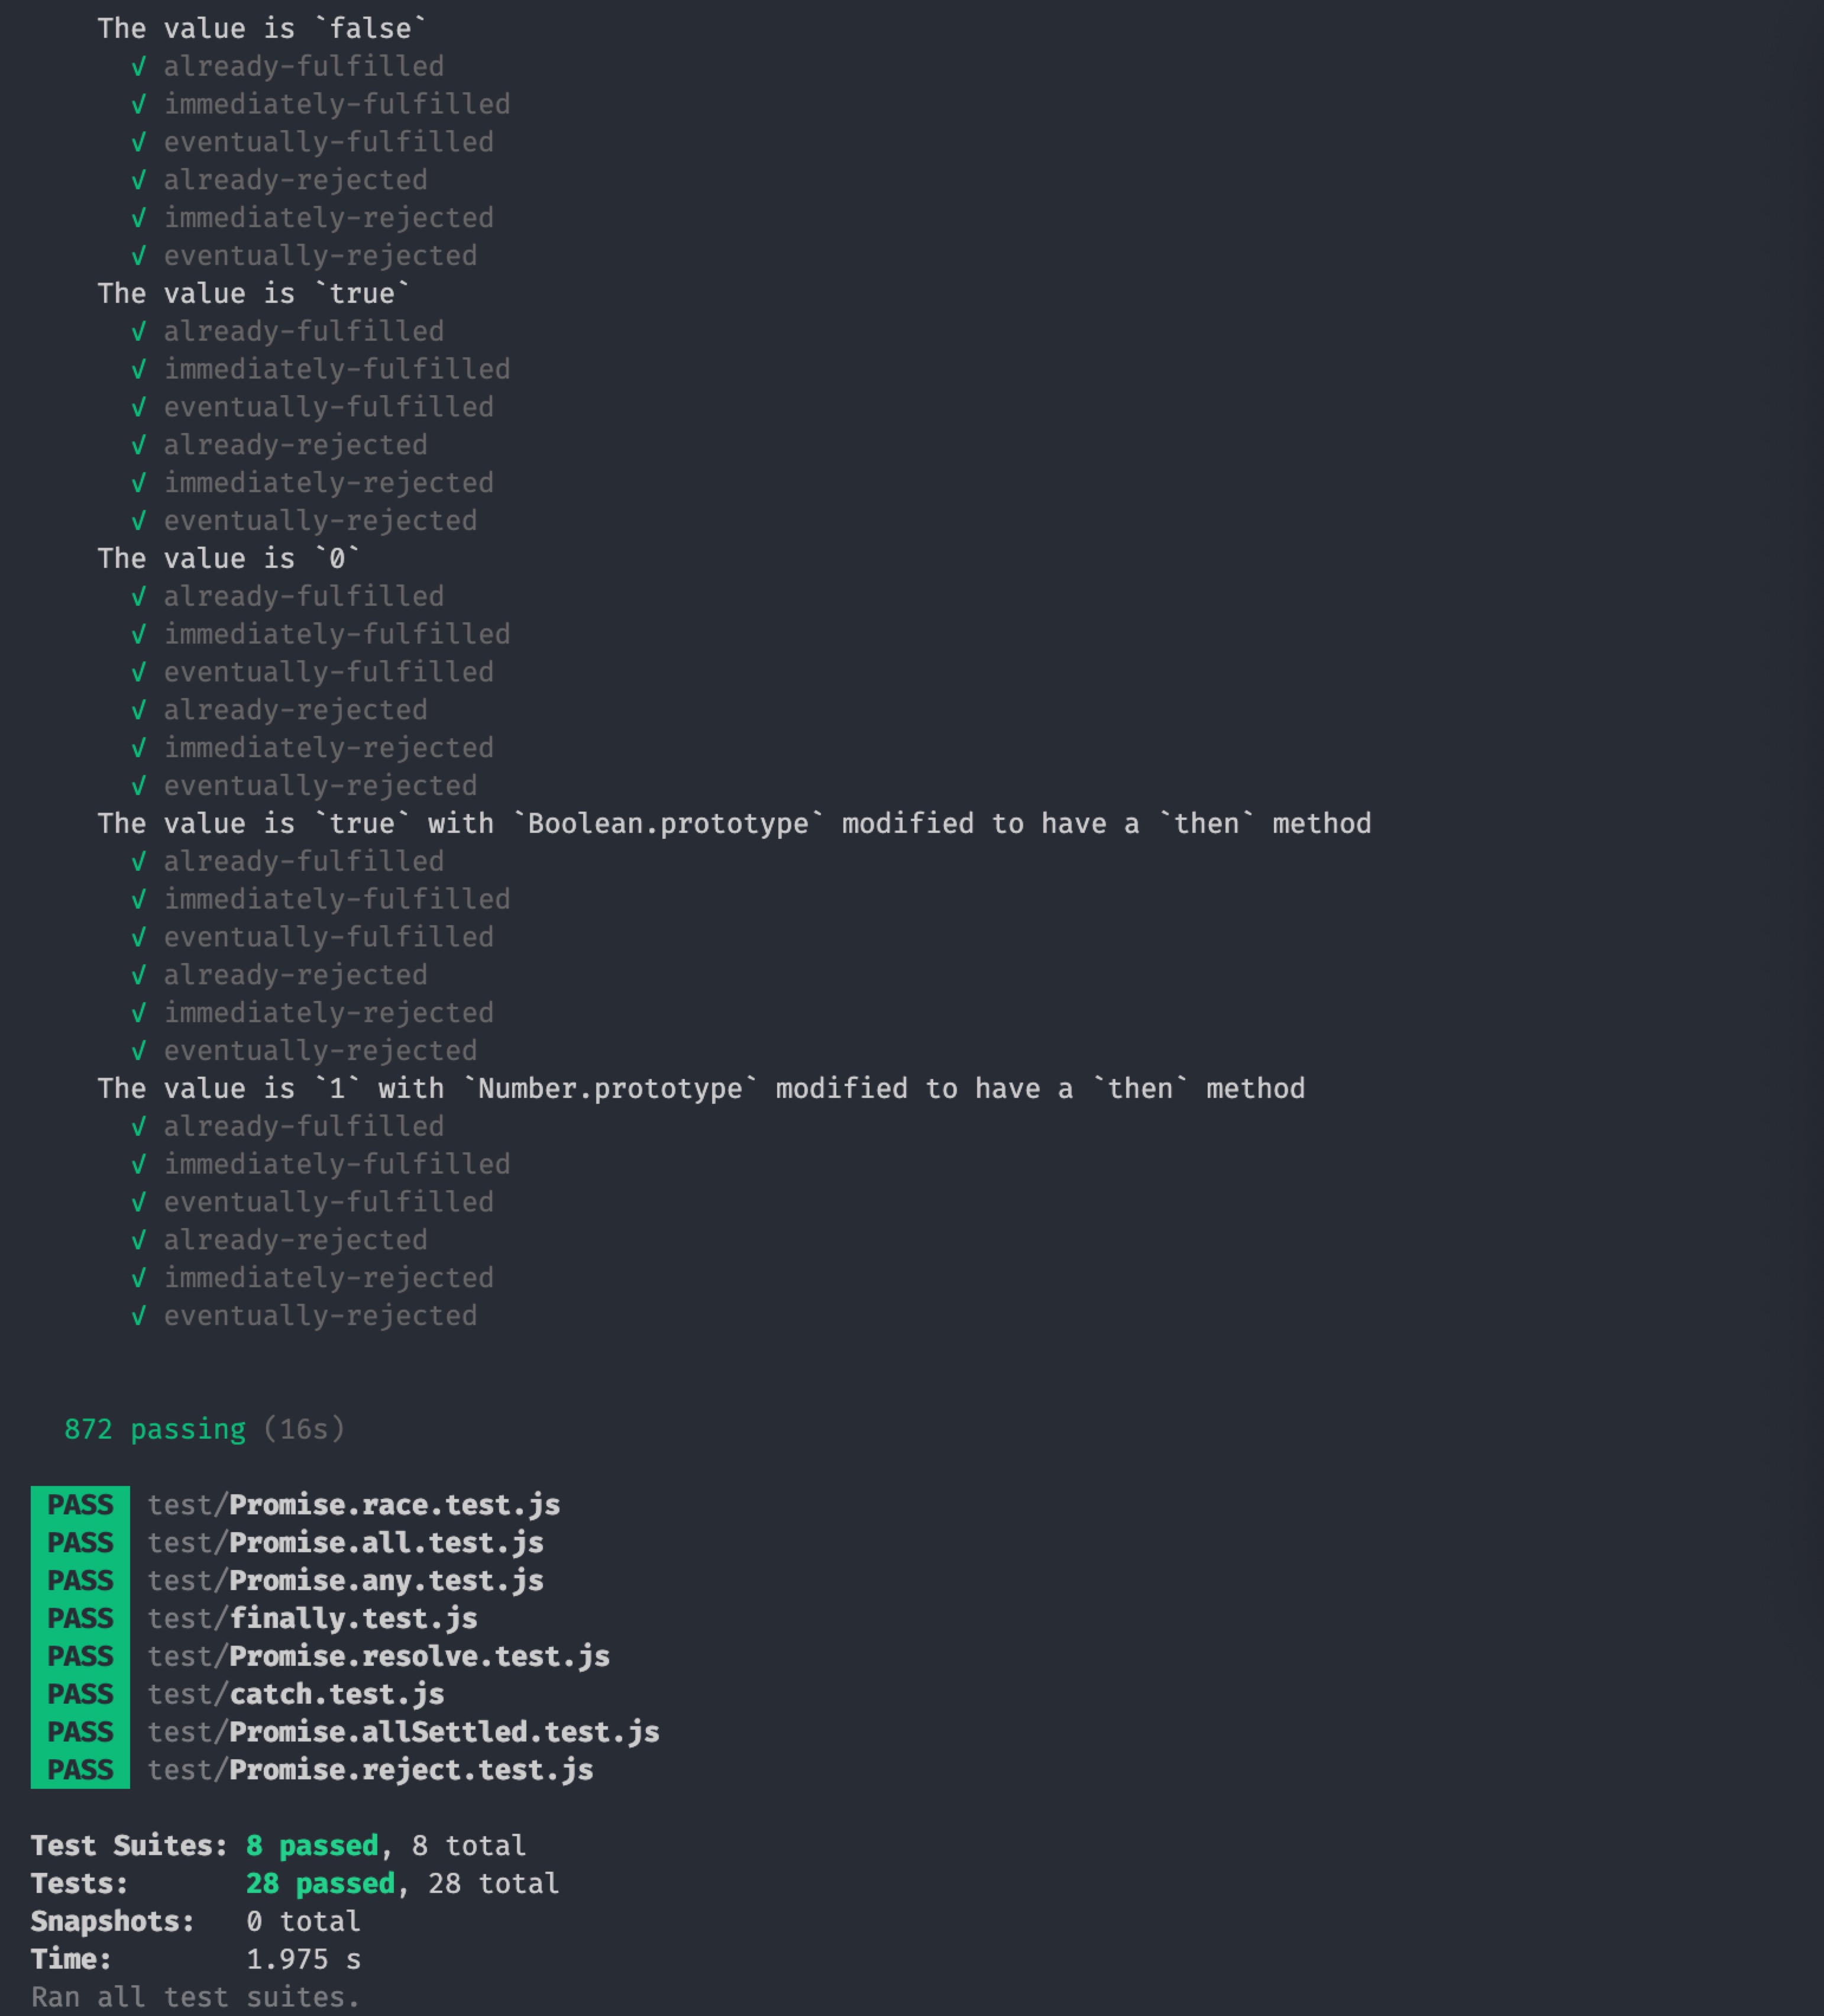 The value is `false`
√ already-fulfilled
√ immediately-fulfilled
√ eventually-fulfilled
√ already-rejected
√ immediately-rejected
√ eventually-rejected
The value is `true`
√ already-fulfilled
√ immediately-fulfilled
√ eventually-fulfilled
√ already-rejected
√ immediately-rejected
√ eventually-rejected
The value is `0`
√ already-fulfilled
√ immediately-fulfilled
√ eventually-fulfilled
√ already-rejected
√ immediately-rejected
√ eventually-rejected
The value is `true` with `Boolean.prototype` modified to have a `then` method
√ already-fulfilled
√ immediately-fulfilled
√ eventually-fulfilled
√ already-rejected
√ immediately-rejected
√ eventually-rejected
The value is `1` with `Number.prototype` modified to have a `then` method
√ already-fulfilled
√ immediately-fulfilled
√ eventually-fulfilled
√ already-rejected
√ immediately-rejected
√ eventually-rejected
872 passing (16s)
PASS test/Promise.race.test.js
PASS test/Promise.all.test.js
PASS test/Promise.any.test.js
PASS test/finally.test.js
PASS test/Promise.resolve.test.js
PASS test/catch.test.js
PASS test/Promise.allSettled.test.js
PASS test/Promise.reject.test.js
Test Suites: 8 passed, 8 total
Tests: 28 passed, 28 total
Snapshots: 0 total
Time: 1.975 s
Ran all test suites.